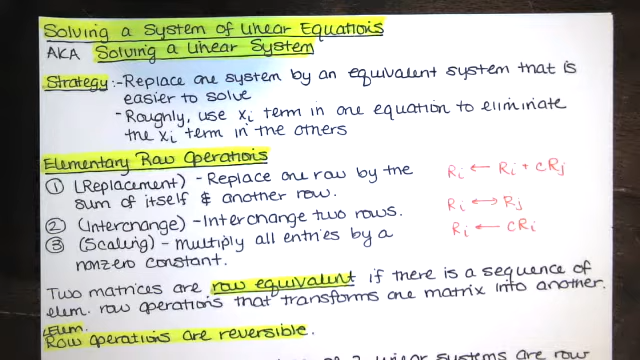 Solving a System of Linear Equations
AKA Solving a Linear System
Strategy:- Replace one system by an equivalent system that is
easier to solve
- Roughly, use xi term in one equation to eliminate
the xi term in the others
Elementary Row Operations
① (Replacement) - Replace one row by the Ri ← Ri + cRj
sum of itself & another row.
② (Interchange) - Interchange two rows. Ri ↔ Rj
③ (Scaling) - multiply all entries by a Ri ← cRi
nonzero constant.
Two matrices are row equivalent if there is a sequence of
elem. row operations that transforms one matrix into another.
Elem.
Row operations are reversible.
linear systems are row